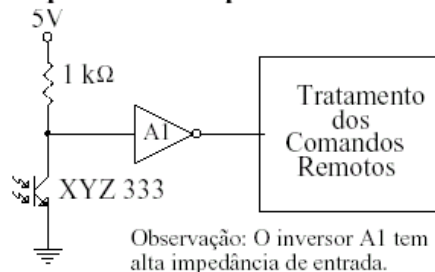 5V
1 kΩ
A1
Tratamento
dos
Comandos
Remotos
XYZ 333
Observação: O inversor A1 tem
alta impedância de entrada.